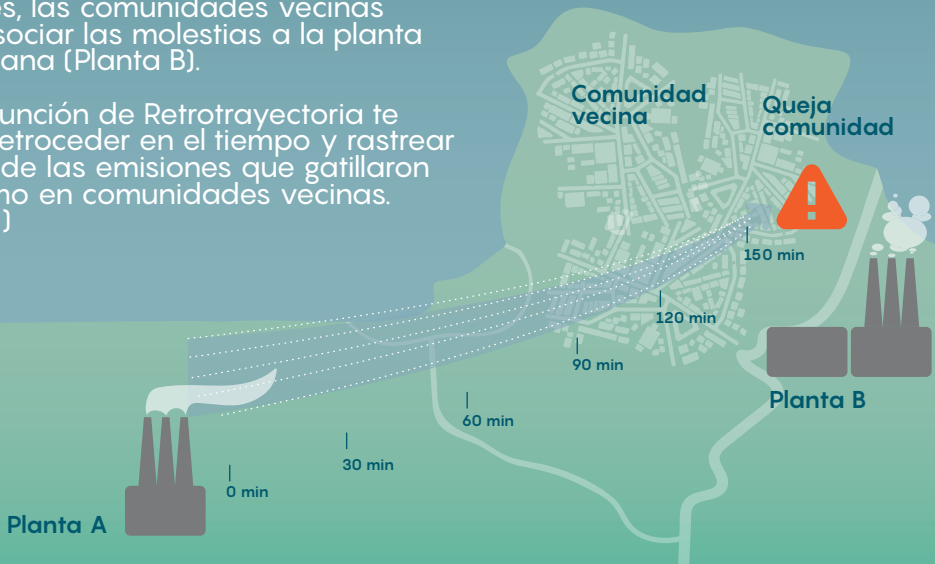 s, las comunidades vecinas
sociar las molestias a la planta
ana (Planta B).
unción de Retrotrayectoria te
etroceder en el tiempo y rastrear
de las emisiones que gatillaron
mo en comunidades vecinas.
)
Comunidad
vecina
Queja
comunidad
150 min
120 min
90 min
60 min
30 min
0 min
Planta B
Planta A